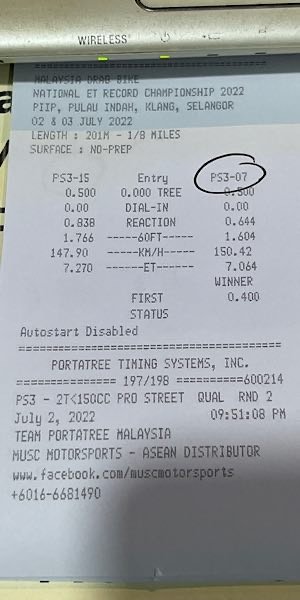 WIRELESS
MALAYSIA DRAG BIKE
NATIONAL ET RECORD CHAMPIONSHIP 2022
PIIP, PULAU INDAH, KLANG, SELANGOR
02 & 03 JULY 2022
LENGTH : 201M - 1/8 MILES
SURFACE : NO-PREP
PS3-15 Entry PS3-07
0.500 0.000 TREE 0.500
0.00 DIAL-IN 0.00
0.838 REACTION 0.644
1.766 -----60FT----- 1.604
147.90 -----KM/H----- 150.42
7.270 ------ET------ 7.064
WINNER
FIRST 0.400
STATUS
Autostart Disabled
========================================
PORTATREE TIMING SYSTEMS, INC.
=============== 197/198 ==========600214
PS3 - 2T<150CC PRO STREET QUAL RND 2
July 2, 2022 09:51:08 PM
TEAM PORTATREE MALAYSIA
MUSC MOTORSPORTS - ASEAN DISTRIBUTOR
www.facebook.com/muscmotorsports
+6016-6681490